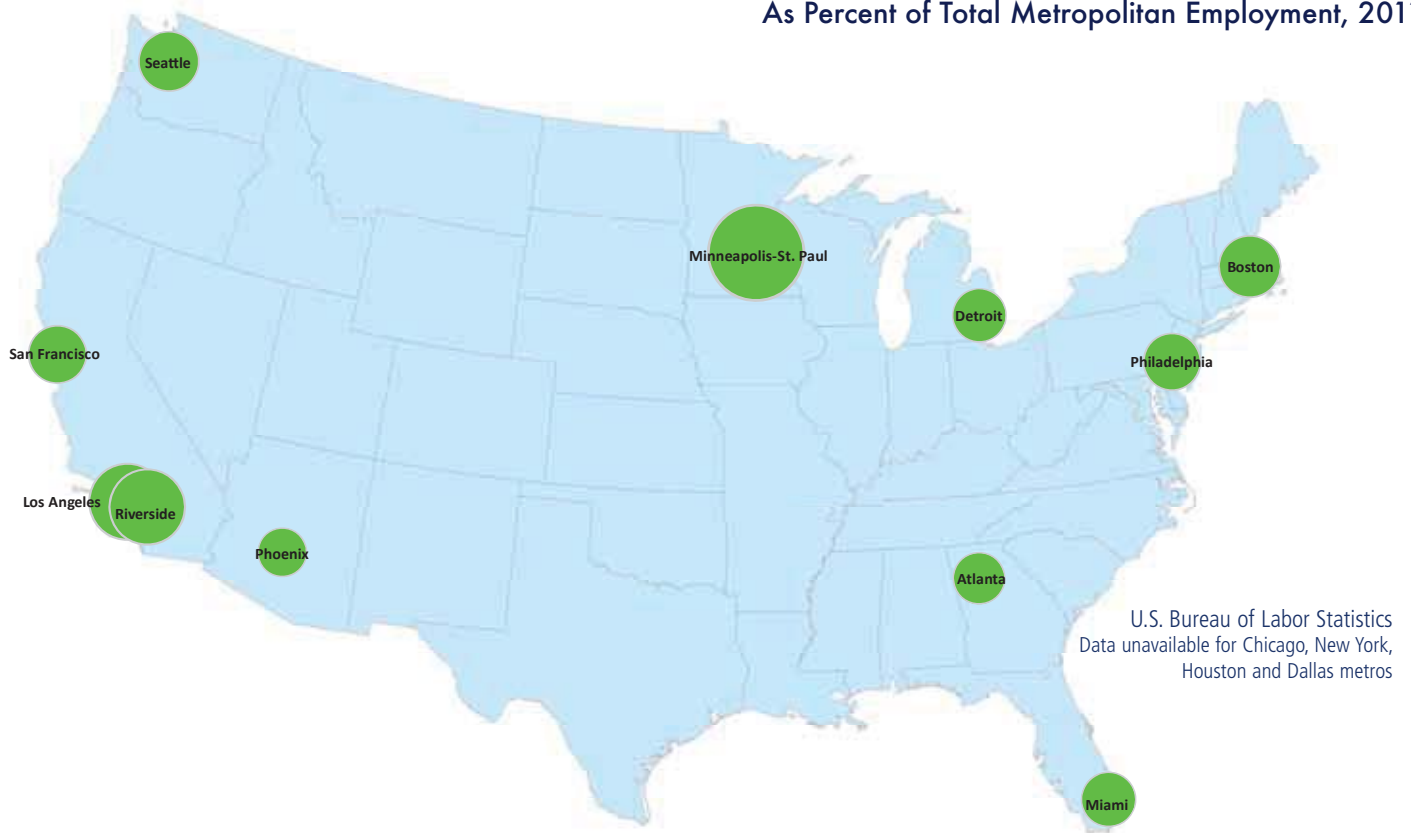 As Percent of Total Metropolitan Employment,
Seattle
Minneapolis-St. Paul
Boston
Detroit
San Francisco
Philadelphia
Los Angeles
Riverside
Phoenix
Atlanta
U.S. Bureau of Labor Statistics
Data unavailable for Chicago, New York,
Houston and Dallas metros
Miami